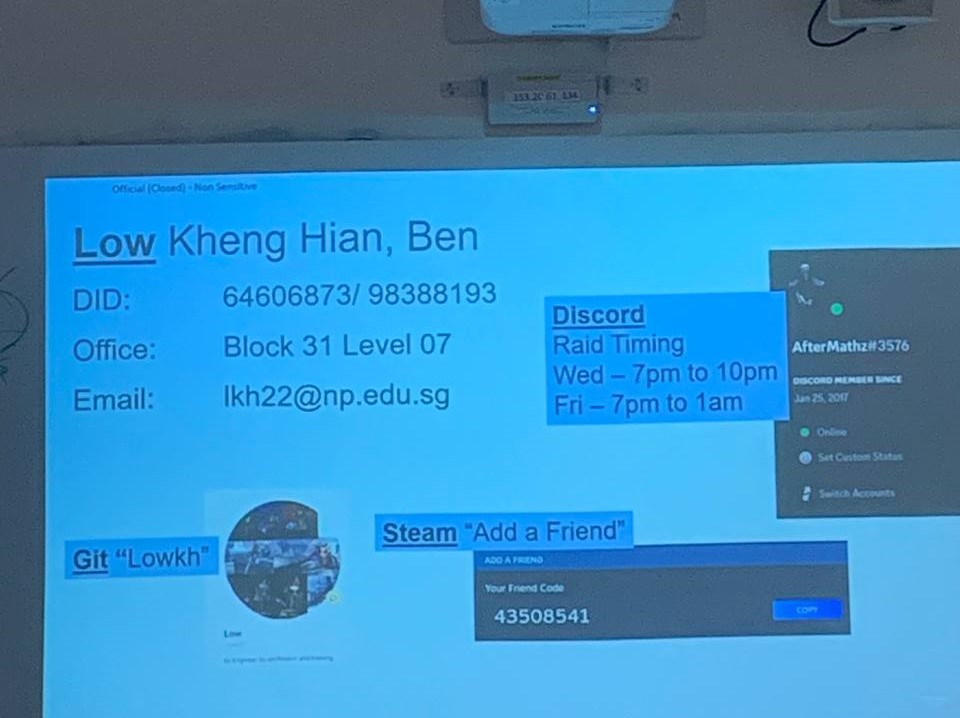 153.20.61.134
Official (Closed) - Non Sensitive
Low Kheng Hian, Ben
DID: 64606873/ 98388193
Office: Block 31 Level 07
Email: lkh22@np.edu.sg
Discord
Raid Timing
Wed – 7pm to 10pm
Fri – 7pm to 1am
AfterMathz#3576
DISCORD MEMBER SINCE
Jan 25, 2017
Online
Set Custom Status
Switch Accounts
Git “Lowkh”
Low
Steam “Add a Friend”
ADD A FRIEND
Your Friend Code
43508541
COPY